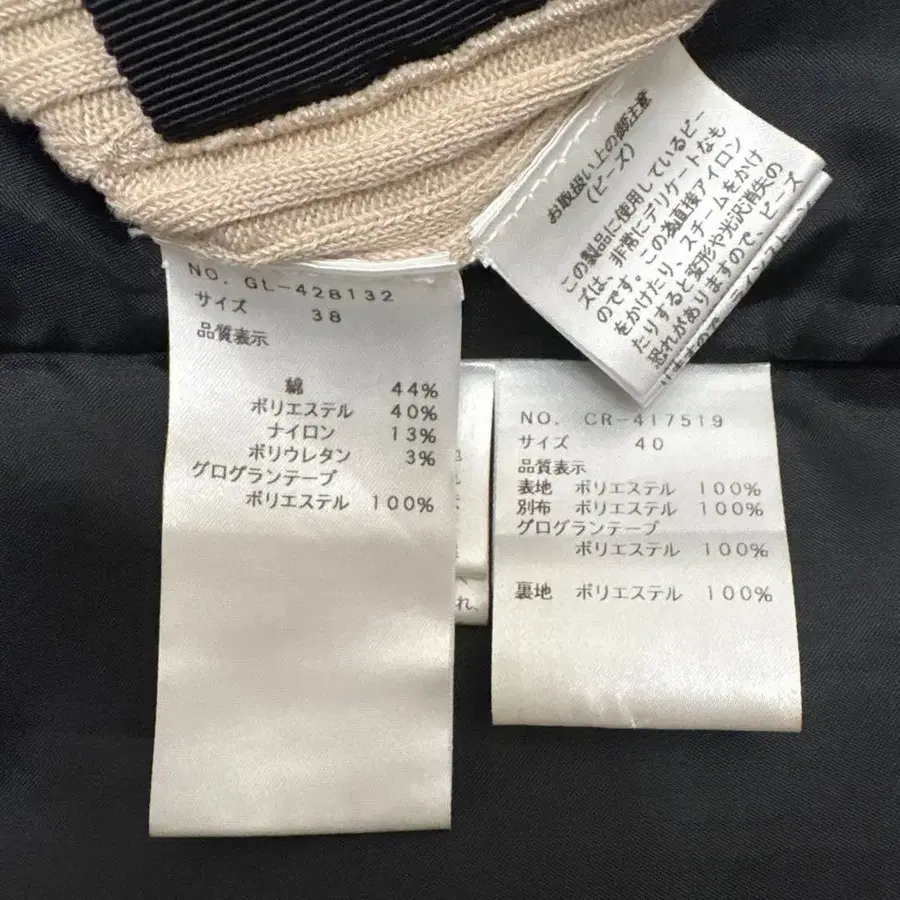 NO. GL-428132
サイズ 38
品質表示
綿 44%
ポリエステル 40%
ナイロン 13%
ポリウレタン 3%
グログランテープ
ポリエステル 100%
お取扱い上の御注意
(ビーズ)
この製品に使用しているビー
ズは、非常にデリケートなも
のです。この為直接アイロン
をかけたり、スチームをかけ
たりすると変形や光沢消失の
恐れがありますので、ビーズ
NO. CR-417519
サイズ 40
品質表示
表地 ポリエステル 100%
別布 ポリエステル 100%
グログランテープ
ポリエステル 100%
裏地 ポリエステル 100%
れ。